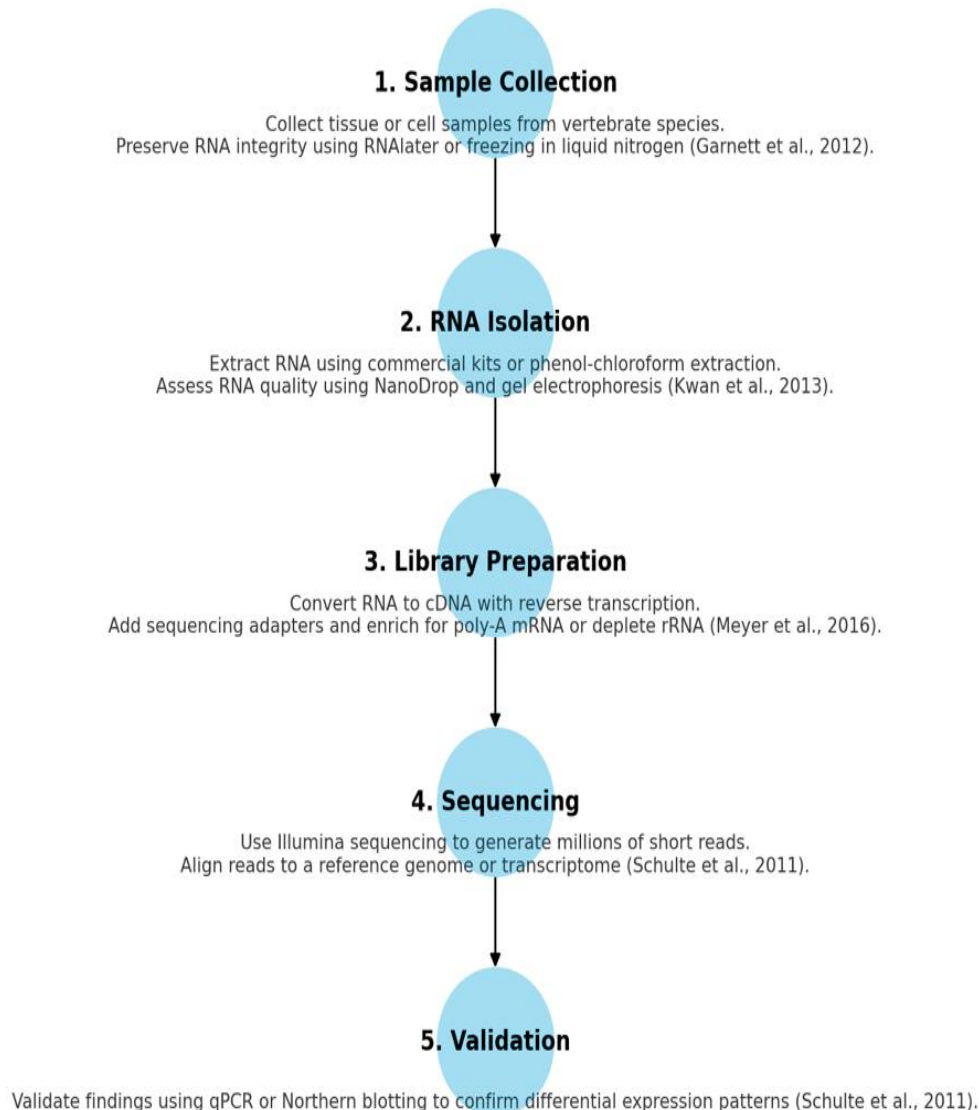 1. Sample Collection
Collect tissue or cell samples from vertebrate species.
Preserve RNA integrity using RNAlater or freezing in liquid nitrogen (Garnett et al., 2012).
2. RNA Isolation
Extract RNA using commercial kits or phenol-chloroform extraction.
Assess RNA quality using NanoDrop and gel electrophoresis (Kwan et al., 2013).
3. Library Preparation
Convert RNA to cDNA with reverse transcription.
Add sequencing adapters and enrich for poly-A mRNA or deplete rRNA (Meyer et al., 2016).
4. Sequencing
Use Illumina sequencing to generate millions of short reads.
Align reads to a reference genome or transcriptome (Schulte et al., 2011).
5. Validation
Validate findings using qPCR or Northern blotting to confirm differential expression patterns (Schulte et al., 2011).